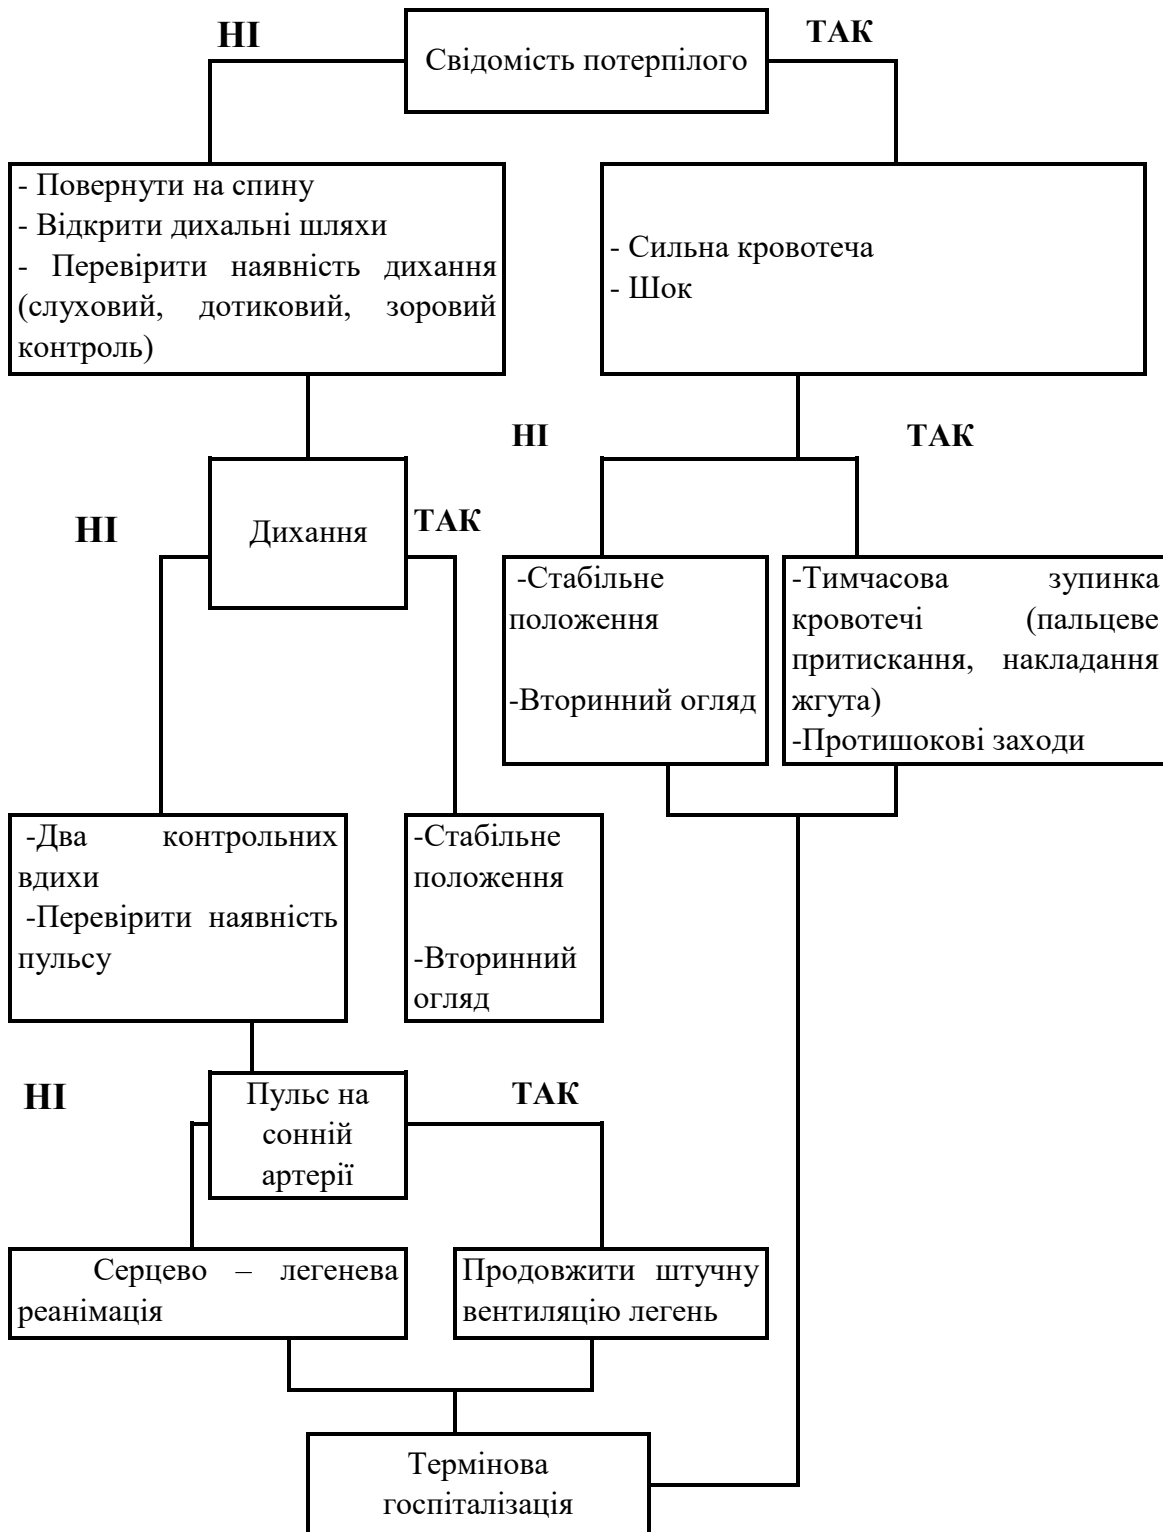 НІ
Свідомість потерпілого
ТАК
- Повернути на спину
- Відкрити дихальні шляхи
- Перевірити наявність дихання
(слуховий, дотиковий, зоровий
контроль)
- Сильна кровотеча
- Шок
НІ
ТАК
НІ
Дихання
ТАК
-Стабільне
положення
-Вторинний огляд
-Тимчасова зупинка
кровотечі (пальцеве
притискання, накладання
жгута)
-Протишокові заходи
-Два контрольних
вдихи
-Перевірити наявність
пульсу
-Стабільне
положення
-Вторинний
огляд
НІ
Пульс на
сонній
артерії
ТАК
Серцево – легенева
реанімація
Продовжити штучну
вентиляцію легень
Термінова
госпіталізація